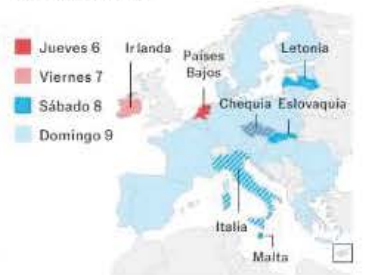 Jueves 6
Viernes 7
Sábado 8
Domingo 9
Irlanda
Países
Bajos
Letonia
Chequia
Eslovaquia
Italia
Malta